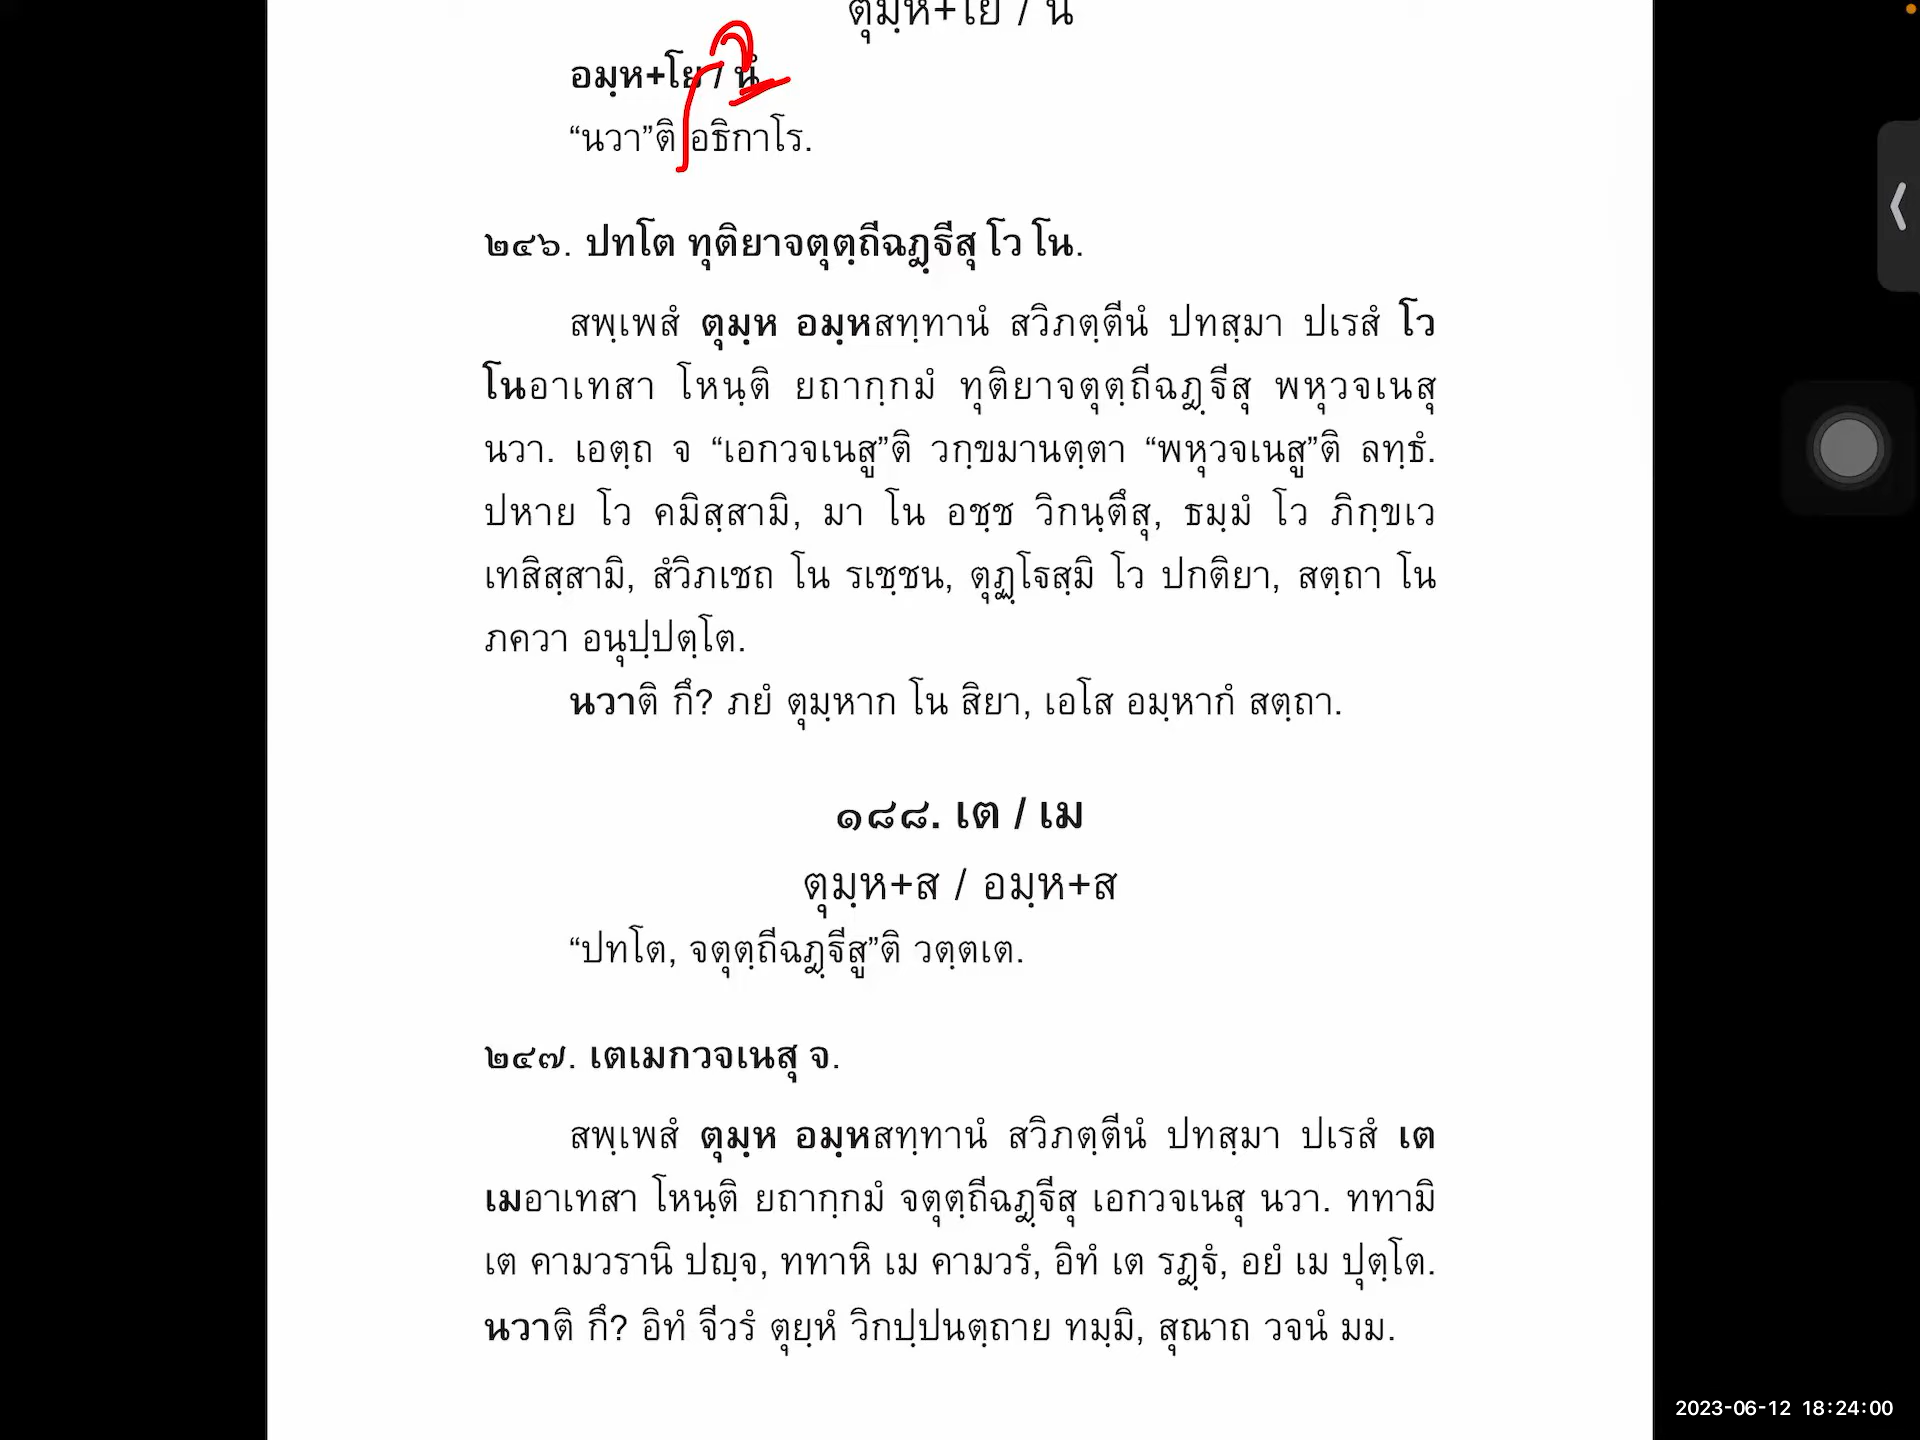 ตุมฺห+โย / นํ
อมฺห+โย / นํ
“นวา”ติ อธิกาโร.
๒๔๖. ปทโต ทุติยาจตุตฺถีฉฏฺฐีสุ โว โน.
สพฺเพสํ ตุมฺห อมฺหสทฺทานํ สวิภตฺตีนํ ปทสฺมา ปเรสํ โว
โนอาเทสา โหนฺติ ยถากฺกมํ ทุติยาจตุตฺถีฉฏฺฐีสุ พหุวจเนสุ
นวา. เอตฺถ จ “เอกวจเนสู”ติ วกฺขมานตฺตา “พหุวจเนสู”ติ ลทฺธํ.
ปหาย โว คมิสฺสามิ, มา โน อชฺช วิกนฺตึสุ, ธมฺมํ โว ภิกฺขเว
เทสิสฺสามิ, สํวิภเชถ โน รเชฺชน, ตุฏฺโฐสฺมิ โว ปกติยา, สตฺถา โน
ภควา อนุปฺปตฺโต.
นวาติ กึ? ภยํ ตุมฺหาก โน สิยา, เอโส อมฺหากํ สตฺถา.
๑๘๘. เต / เม
ตุมฺห+ส / อมฺห+ส
“ปทโต, จตุตฺถีฉฏฺฐีสู”ติ วตฺตเต.
๒๔๗. เตเมกวจเนสุ จ.
สพฺเพสํ ตุมฺห อมฺหสทฺทานํ สวิภตฺตีนํ ปทสฺมา ปเรสํ เต
เมอาเทสา โหนฺติ ยถากฺกมํ จตุตฺถีฉฏฺฐีสุ เอกวจเนสุ นวา. ททามิ
เต คามวรานิ ปญฺจ, ททาหิ เม คามวรํ, อิทํ เต รฏฺฐํ, อยํ เม ปุตฺโต.
นวาติ กึ? อิทํ จีวรํ ตุยฺหํ วิกปฺปนตฺถาย ทมฺมิ, สุณาถ วจนํ มม.
2023-06-12 18:24:00